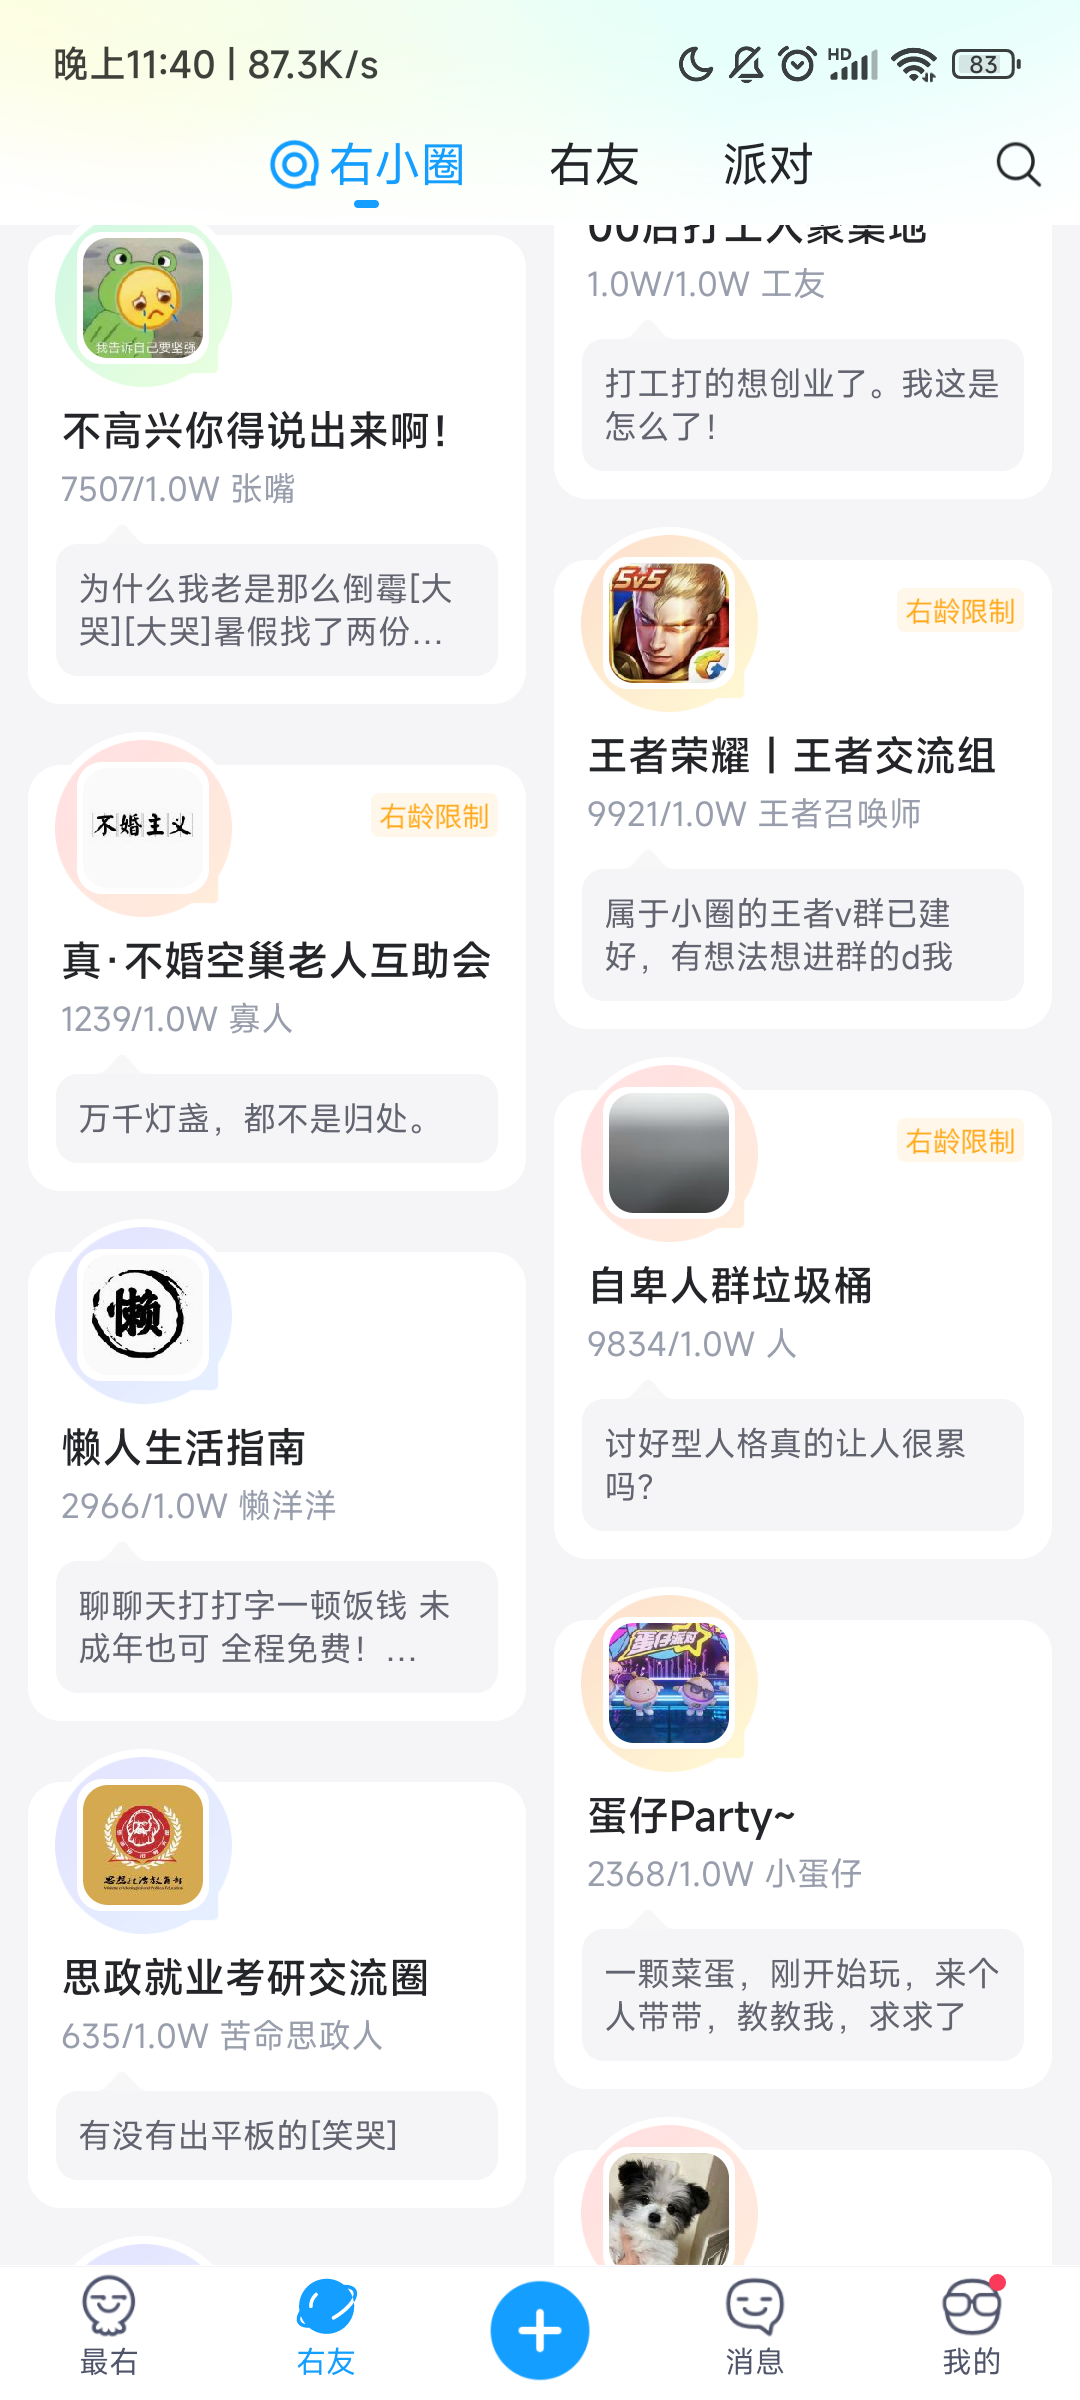 晚上11:40 | 87.3K/s
HD
83
右小圈
右友
派对
我告诉自己要坚强
不高兴你得说出来啊！
7507/1.0W 张嘴
为什么我老是那么倒霉[大
哭][大哭]暑假找了两份...
不婚主义
右龄限制
真·不婚空巢老人互助会
1239/1.0W 寡人
万千灯盏，都不是归处。
懒
懒人生活指南
2966/1.0W 懒洋洋
聊聊天打打字一顿饭钱 未
成年也可 全程免费！...
思政就业考研交流圈
635/1.0W 苦命思政人
有没有出平板的[笑哭]
00后打工人聚集地
1.0W/1.0W 工友
打工打的想创业了。我这是
怎么了！
5v5
右龄限制
王者荣耀丨王者交流组
9921/1.0W 王者召唤师
属于小圈的王者v群已建
好，有想法想进群的d我
右龄限制
自卑人群垃圾桶
9834/1.0W 人
讨好型人格真的让人很累
吗？
蛋仔派对
蛋仔Party~
2368/1.0W 小蛋仔
一颗菜蛋，刚开始玩，来个
人带带，教教我，求求了
最右
右友
消息
我的